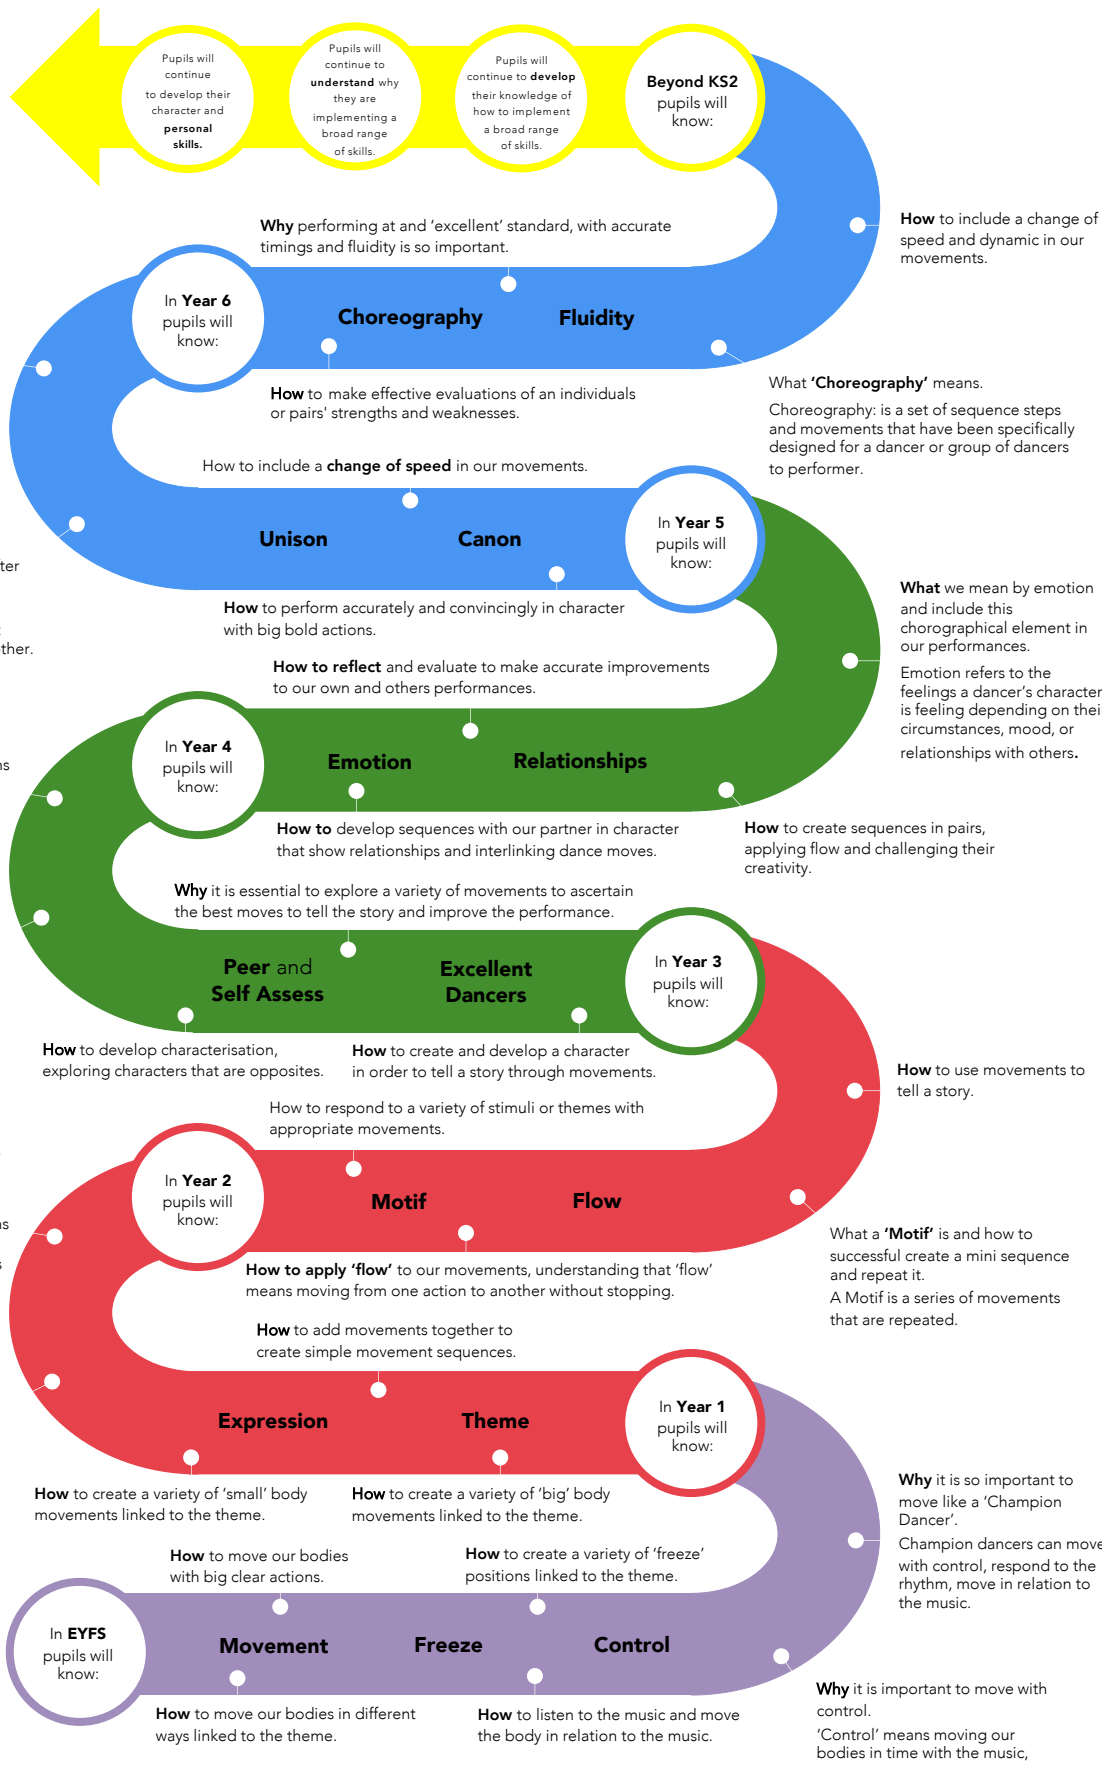 Pupils will
continue
to develop their
character and
personal
skills.
Pupils will
continue to
understand why
they are
implementing a
broad range
of skills.
Pupils will
continue to develop
their knowledge of
how to implement
a broad range
of skills.
Beyond KS2
pupils will
know:
How to include a change of
speed and dynamic in our
movements.
Why performing at and ‘excellent’ standard, with accurate
timings and fluidity is so important.
In Year 6
pupils will
know:
Choreography
Fluidity
How to make effective evaluations of an individuals
or pairs' strengths and weaknesses.
What ‘Choreography’ means.
Choreography: is a set of sequence steps
and movements that have been specifically
designed for a dancer or group of dancers
to performer.
How to include a change of speed in our movements.
Unison
Canon
In Year 5
pupils will
know:
How to perform accurately and convincingly in character
with big bold actions.
What we mean by emotion
and include this
chorographical element in
our performances.
Emotion refers to the
feelings a dancer’s character
is feeling depending on thei
circumstances, mood, or
relationships with others.
How to reflect and evaluate to make accurate improvements
to our own and others performances.
In Year 4
pupils will
know:
Emotion
Relationships
How to develop sequences with our partner in character
that show relationships and interlinking dance moves.
How to create sequences in pairs,
applying flow and challenging their
creativity.
Why it is essential to explore a variety of movements to ascertain
the best moves to tell the story and improve the performance.
Peer and
Self Assess
Excellent
Dancers
In Year 3
pupils will
know:
How to develop characterisation,
exploring characters that are opposites.
How to create and develop a character
in order to tell a story through movements.
How to use movements to
tell a story.
How to respond to a variety of stimuli or themes with
appropriate movements.
In Year 2
pupils will
know:
Motif
Flow
What a ‘Motif’ is and how to
successful create a mini sequence
and repeat it.
A Motif is a series of movements
that are repeated.
How to apply ‘flow’ to our movements, understanding that ‘flow’
means moving from one action to another without stopping.
How to add movements together to
create simple movement sequences.
Expression
Theme
In Year 1
pupils will
know:
How to create a variety of ‘small’ body
movements linked to the theme.
How to create a variety of ‘big’ body
movements linked to the theme.
Why it is so important to
move like a ‘Champion
Dancer’.
Champion dancers can move
with control, respond to the
rhythm, move in relation to
the music.
How to move our bodies
with big clear actions.
How to create a variety of ‘freeze’
positions linked to the theme.
In EYFS
pupils will
know:
Movement
Freeze
Control
How to move our bodies in different
ways linked to the theme.
How to listen to the music and move
the body in relation to the music.
Why it is important to move with
control.
‘Control’ means moving our
bodies in time with the music,